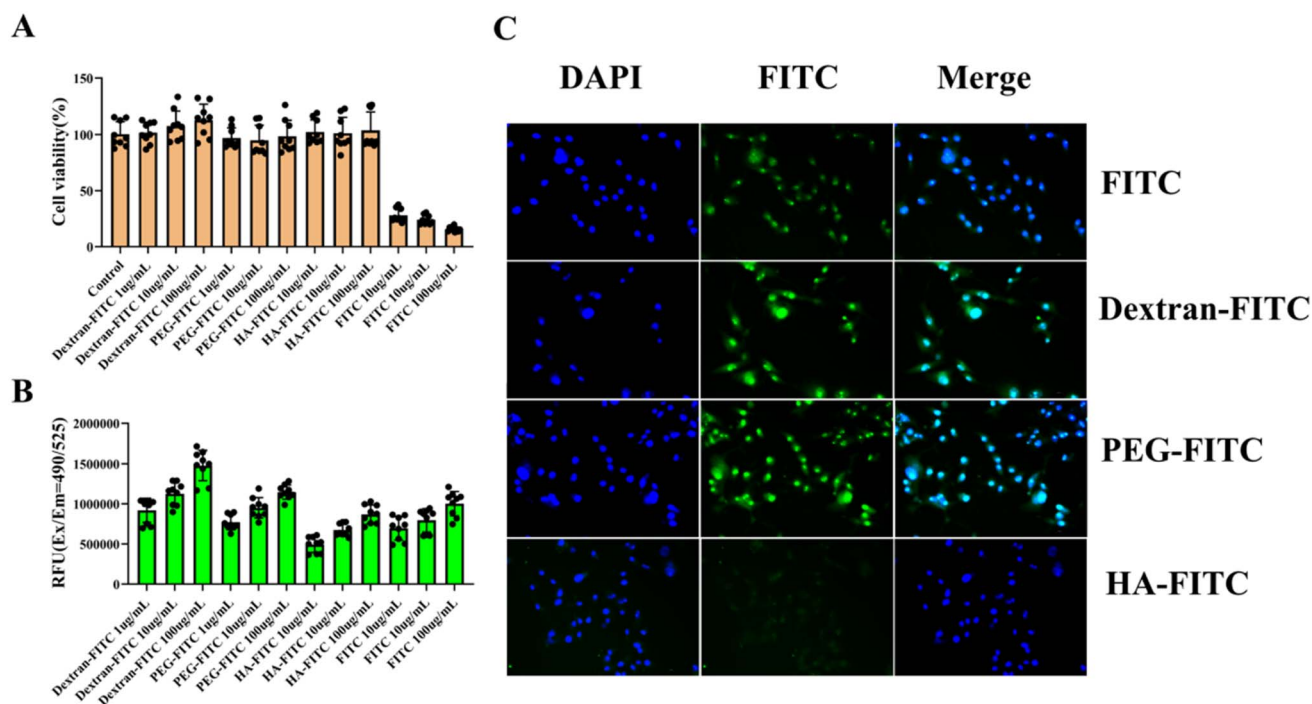 A
Cell viability(%)
150
100
50
0
Control
Dextran-FITC 1ug/mL
Dextran-FITC 10ug/mL
Dextran-FITC 100ug/mL
PEG-FITC 1ug/mL
PEG-FITC 10ug/mL
PEG-FITC 100ug/mL
HA-FITC 10ug/mL
HA-FITC 10ug/mL
HA-FITC 100ug/mL
FITC 10ug/mL
FITC 10ug/mL
FITC 100ug/mL
B
RFU(Ex/Em=490/525)
2000000
1500000
1000000
500000
0
Dextran-FITC 1ug/mL
Dextran-FITC 10ug/mL
Dextran-FITC 100ug/mL
PEG-FITC 1ug/mL
PEG-FITC 10ug/mL
PEG-FITC 100ug/mL
HA-FITC 10ug/mL
HA-FITC 10ug/mL
HA-FITC 100ug/mL
FITC 10ug/mL
FITC 10ug/mL
FITC 100ug/mL
C
DAPI FITC Merge
FITC
Dextran-FITC
PEG-FITC
HA-FITC